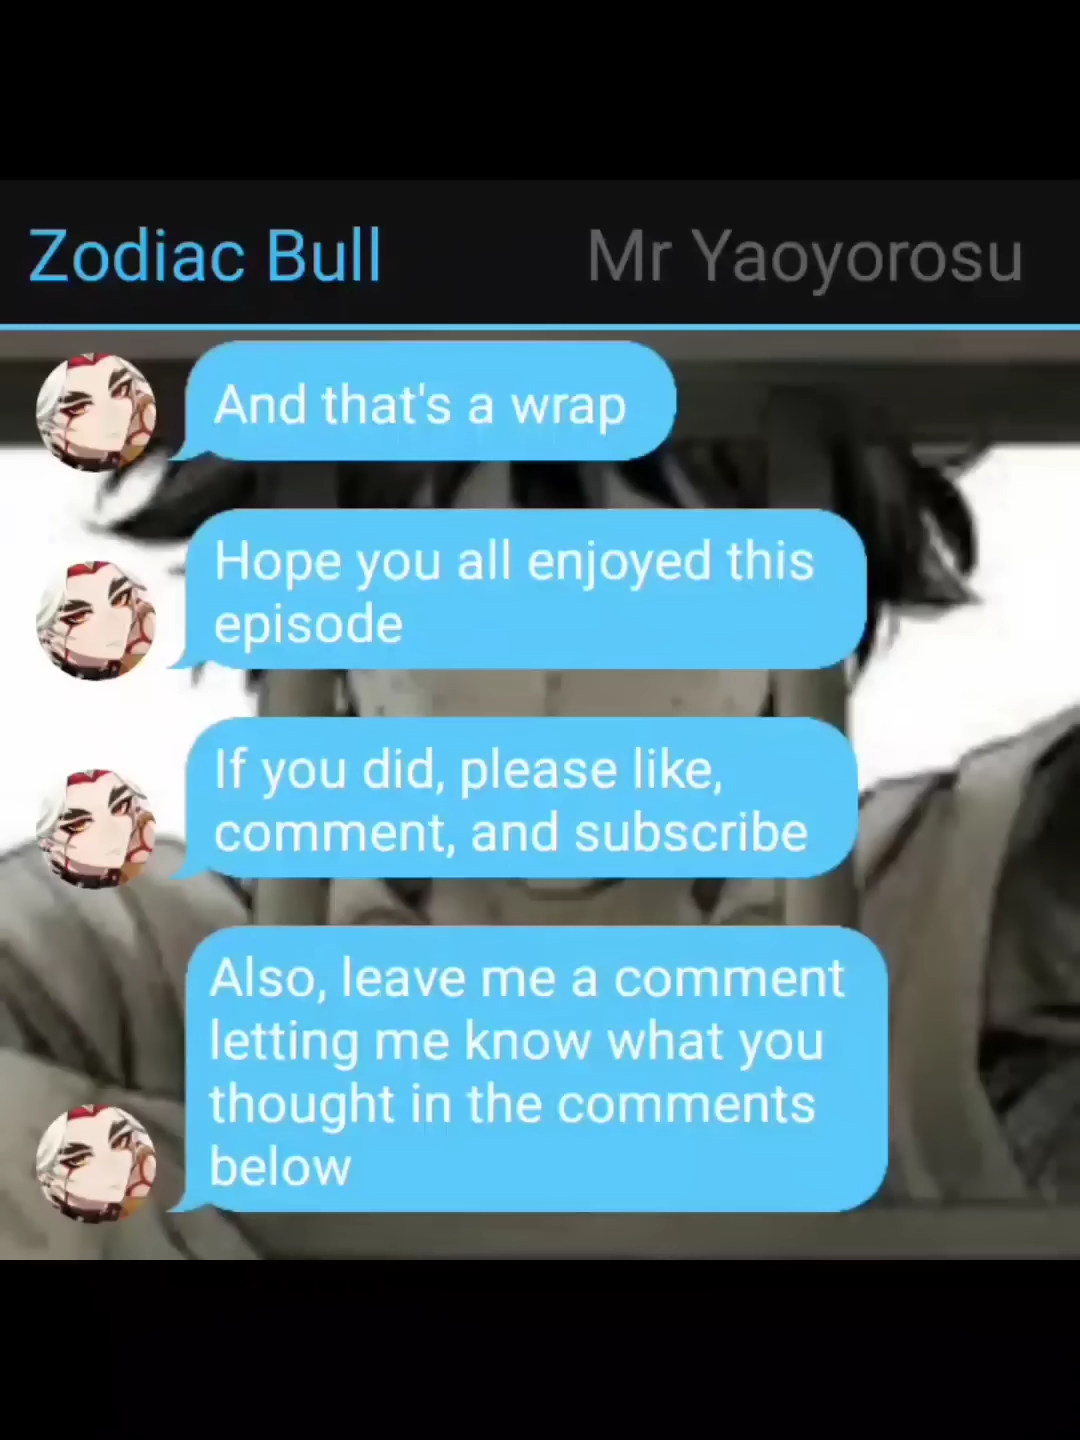 Zodiac Bull Mr Yaoyorosu
And that's a wrap
Hope you all enjoyed this
episode
If you did, please like,
comment, and subscribe
Also, leave me a comment
letting me know what you
thought in the comments
below